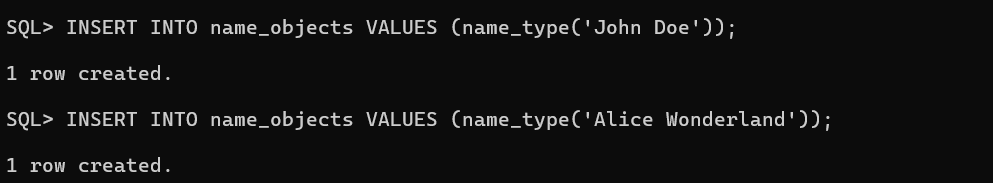 SQL> INSERT INTO name_objects VALUES (name_type('John Doe'));
1 row created.
SQL> INSERT INTO name_objects VALUES (name_type('Alice Wonderland'));
1 row created.